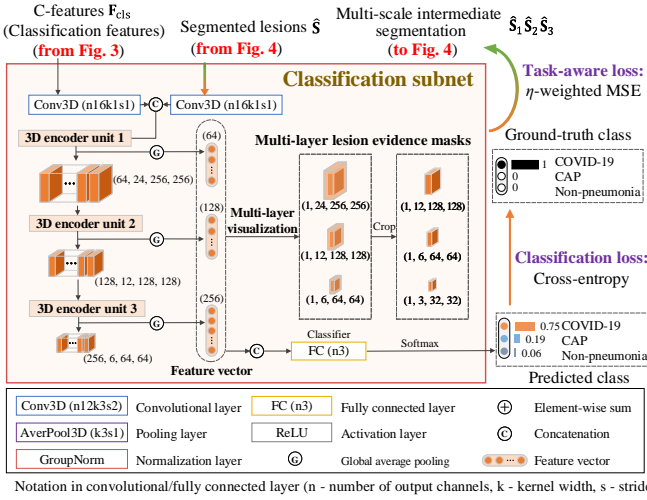 C-features F_cls
(Classification features)
(from Fig. 3)
Segmented lesions Ŝ
(from Fig. 4)
Multi-scale intermediate
segmentation
(to Fig. 4)
Ŝ₁Ŝ₂Ŝ₃
Classification subnet
Conv3D (n16k1s1)
C
Conv3D (n16k1s1)
Task-aware loss:
η-weighted MSE
3D encoder unit 1
G
(64)
(64, 24, 256, 256)
Multi-layer lesion evidence masks
Ground-truth class
1 COVID-19
0 CAP
0 Non-pneumonia
(1, 24, 256, 256)
(1, 12, 128, 128)
3D encoder unit 2
G
(128)
(128, 12, 128, 128)
Multi-layer
visualization
Crop
(1, 12, 128, 128)
(1, 6, 64, 64)
Classification loss:
Cross-entropy
3D encoder unit 3
G
(256)
(256, 6, 64, 64)
(1, 6, 64, 64)
(1, 3, 32, 32)
Feature vector
C
Classifier
FC (n3)
Softmax
0.75 COVID-19
0.19 CAP
0.06 Non-pneumonia
Predicted class
Conv3D (n12k3s2) Convolutional layer
FC (n3) Fully connected layer
+ Element-wise sum
AverPool3D (k3s1) Pooling layer
ReLU Activation layer
C Concatenation
GroupNorm Normalization layer
G Global average pooling
Feature vector
Notation in convolutional/fully connected layer (n - number of output channels, k - kernel width, s - stride